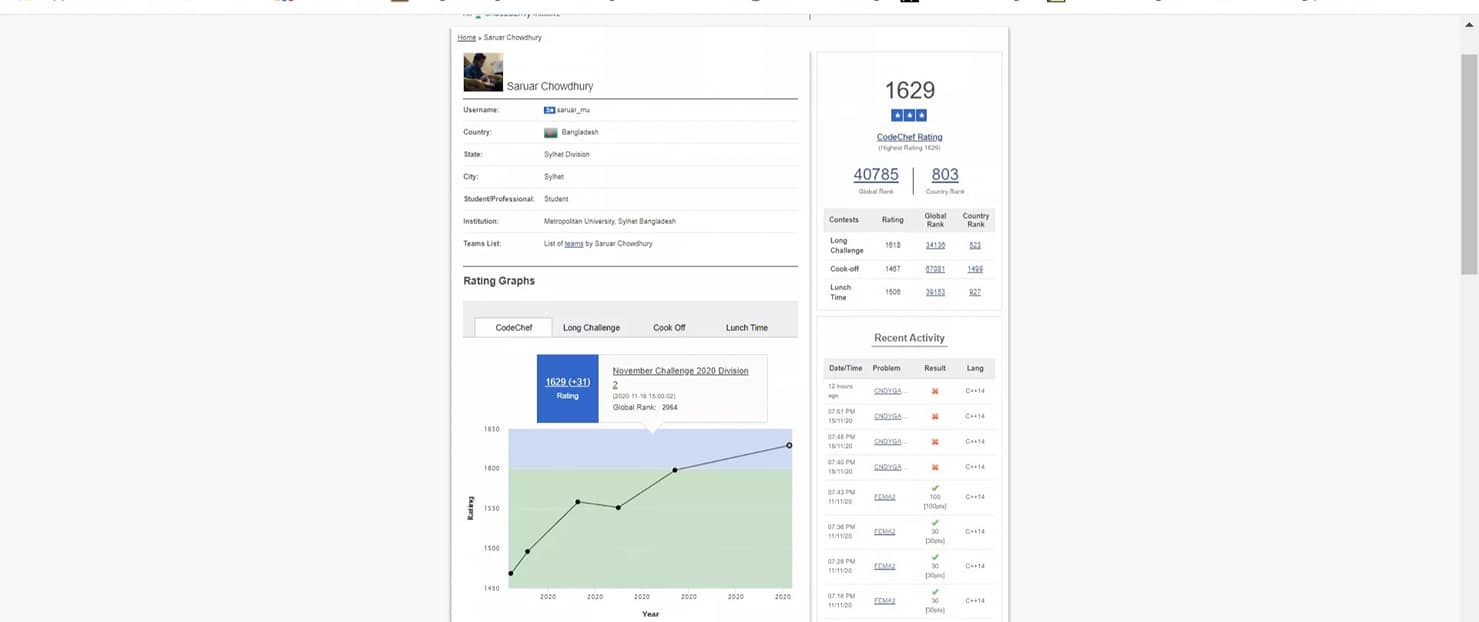 Home » Saruar Chowdhury
Saruar Chowdhury
Username: 3★ saruar_mu
Country: Bangladesh
State: Sylhet Division
City: Sylhet
Student/Professional: Student
Institution: Metropolitan University, Sylhet Bangladesh
Teams List: List of teams by Saruar Chowdhury
Rating Graphs
CodeChef Long Challenge Cook Off Lunch Time
1629 (+31)
Rating
November Challenge 2020 Division
2
(2020-11-16 15:00:02)
Global Rank: 2064
1650
1600
1550
1500
1450
Rating
2020 2020 2020 2020 2020 2020
Year
1629
★ ★ ★
CodeChef Rating
(Highest Rating 1629)
40785 803
Global Rank Country Rank
Contests Rating Global Rank Country Rank
Long Challenge 1618 34136 623
Cook-off 1467 67081 1499
Lunch Time 1506 39153 927
Recent Activity
Date/Time Problem Result Lang
12 hours ago CNDYGA... C++14
07:51 PM 15/11/20 CNDYGA... C++14
07:48 PM 15/11/20 CNDYGA... C++14
07:40 PM 15/11/20 CNDYGA... C++14
07:43 PM 11/11/20 FEMA2 100 [100pts] C++14
07:36 PM 11/11/20 FEMA2 30 [30pts] C++14
07:28 PM 11/11/20 FEMA2 30 [30pts] C++14
07:16 PM 11/11/20 FEMA2 30 [30pts] C++14